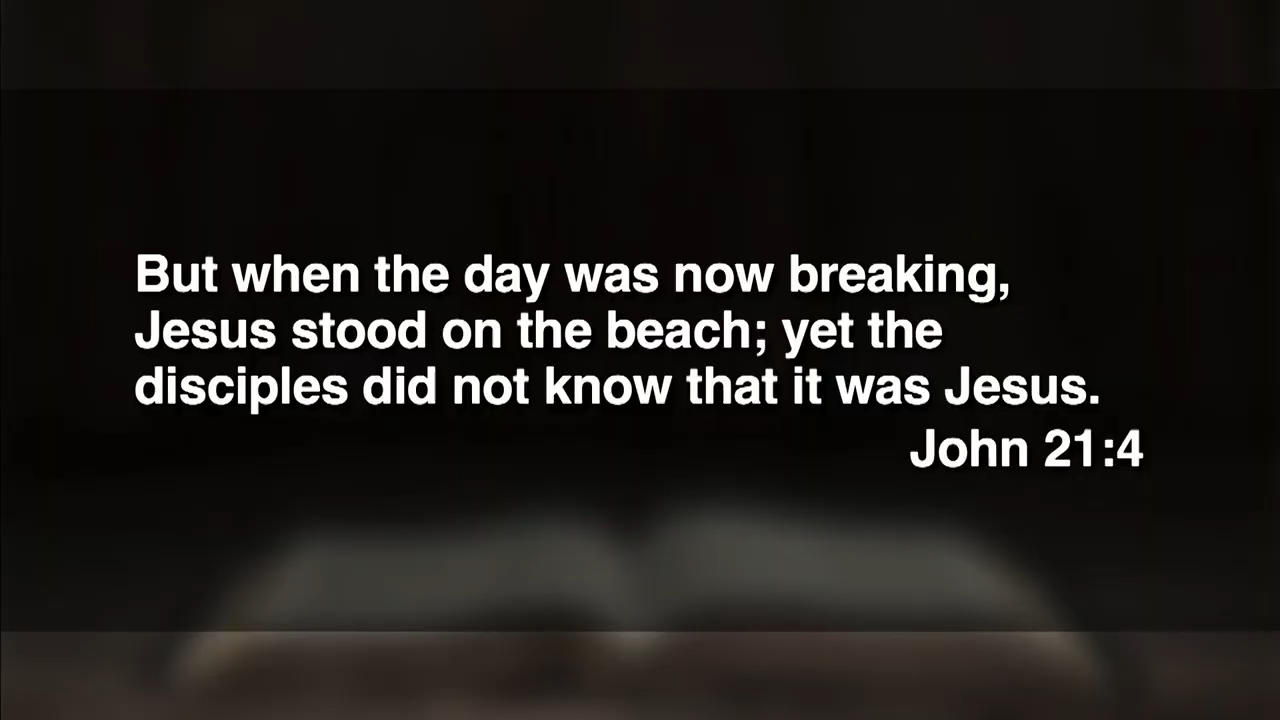 But when the day was now breaking,
Jesus stood on the beach; yet the
disciples did not know that it was Jesus.
John 21:4